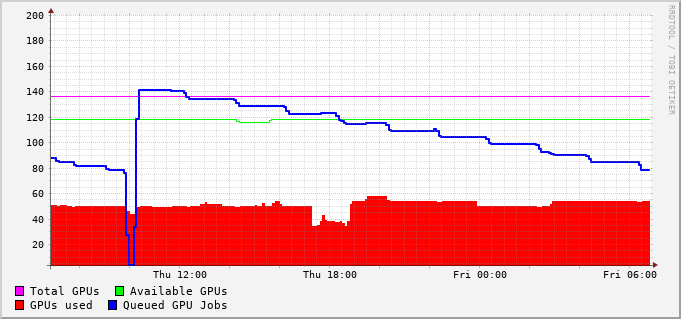 200
180
160
140
120
100
80
60
40
20
Thu 12:00 Thu 18:00 Fri 00:00 Fri 06:00
Total GPUs Available GPUs
GPUs used Queued GPU Jobs
RRDTOOL / TOBI OETIKER